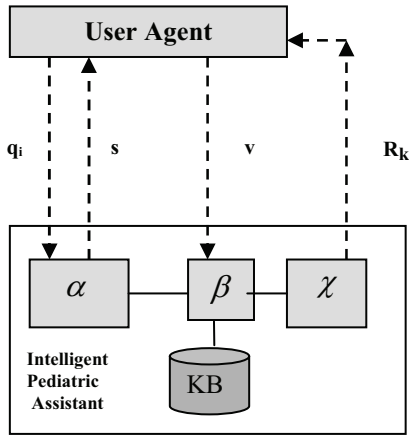 User Agent
qi s v Rk
α β χ
Intelligent
Pediatric
Assistant
KB